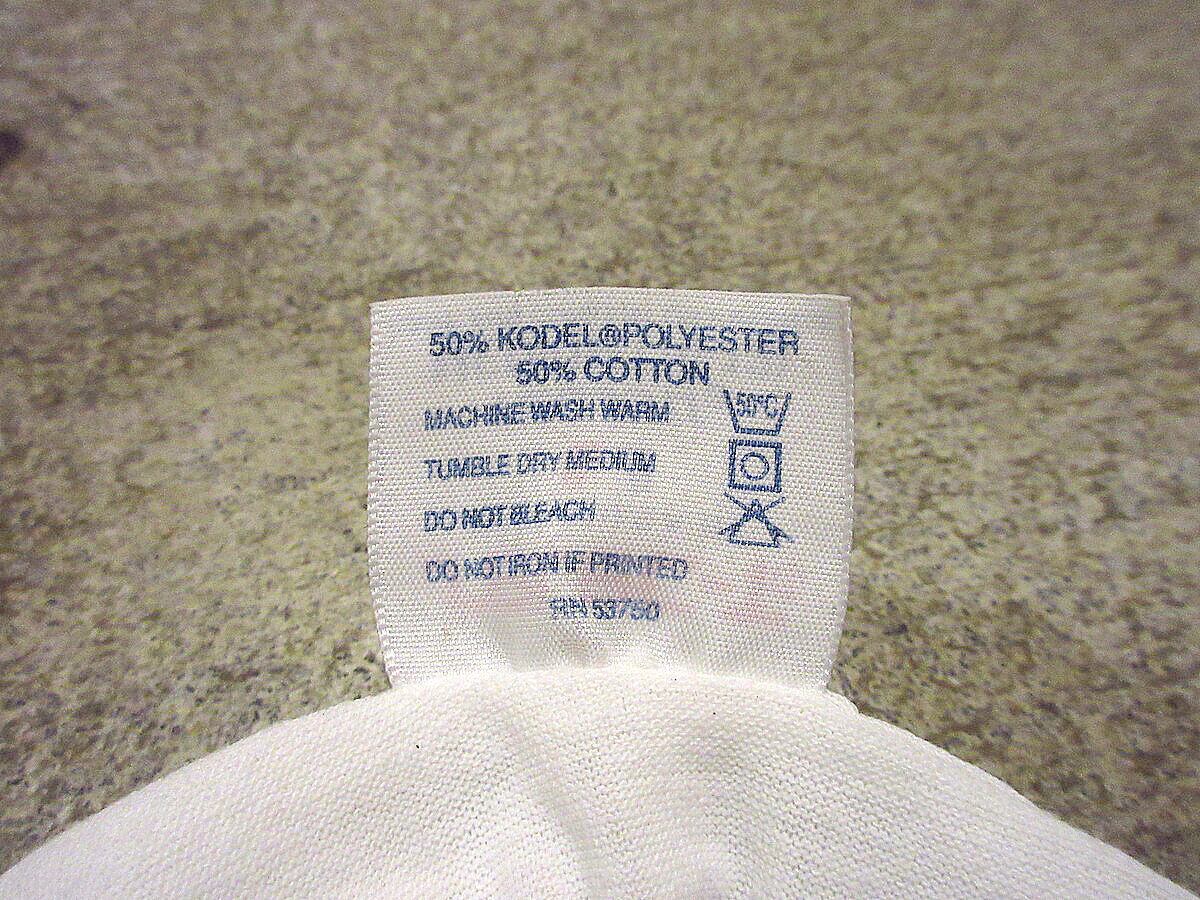 50% KODEL®POLYESTER
50% COTTON
MACHINE WASH WARM
50°C
TUMBLE DRY MEDIUM
DO NOT BLEACH
DO NOT IRON IF PRINTED
RN 53750